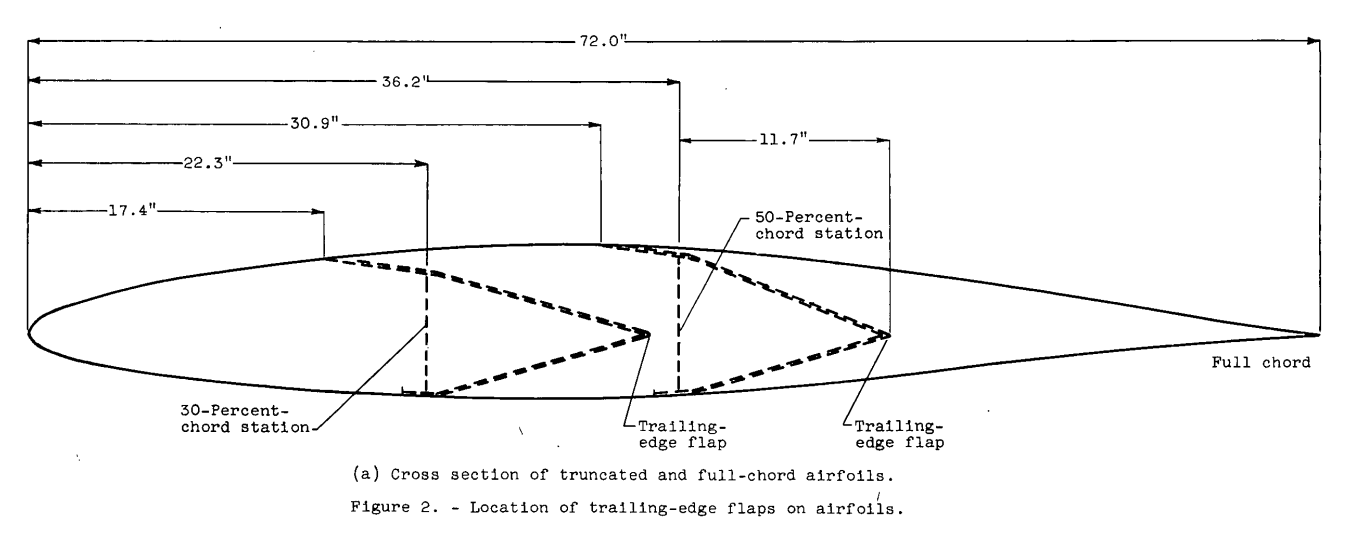 72.0"
36.2"
30.9"
11.7"
22.3"
17.4"
50-Percent-
chord station
Full chord
30-Percent-
chord station
Trailing-
edge flap
Trailing-
edge flap
(a) Cross section of truncated and full-chord airfoils.
Figure 2. - Location of trailing-edge flaps on airfoils.